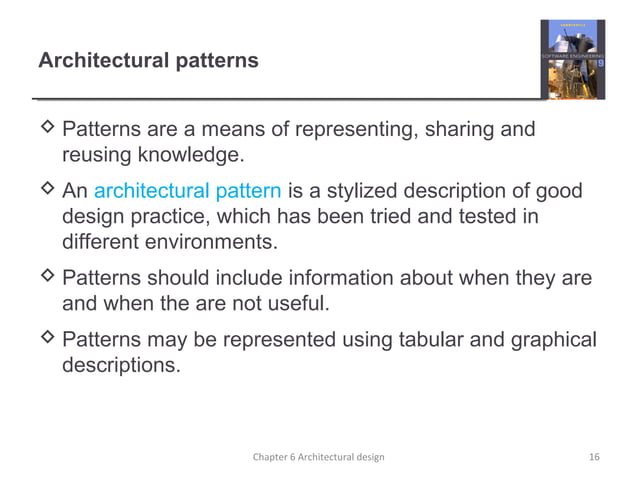 Architectural patterns
SOMMERVILLE
SOFTWARE ENGINEERING
9
◇ Patterns are a means of representing, sharing and
reusing knowledge.
◇ An architectural pattern is a stylized description of good
design practice, which has been tried and tested in
different environments.
◇ Patterns should include information about when they are
and when the are not useful.
◇ Patterns may be represented using tabular and graphical
descriptions.
Chapter 6 Architectural design
16